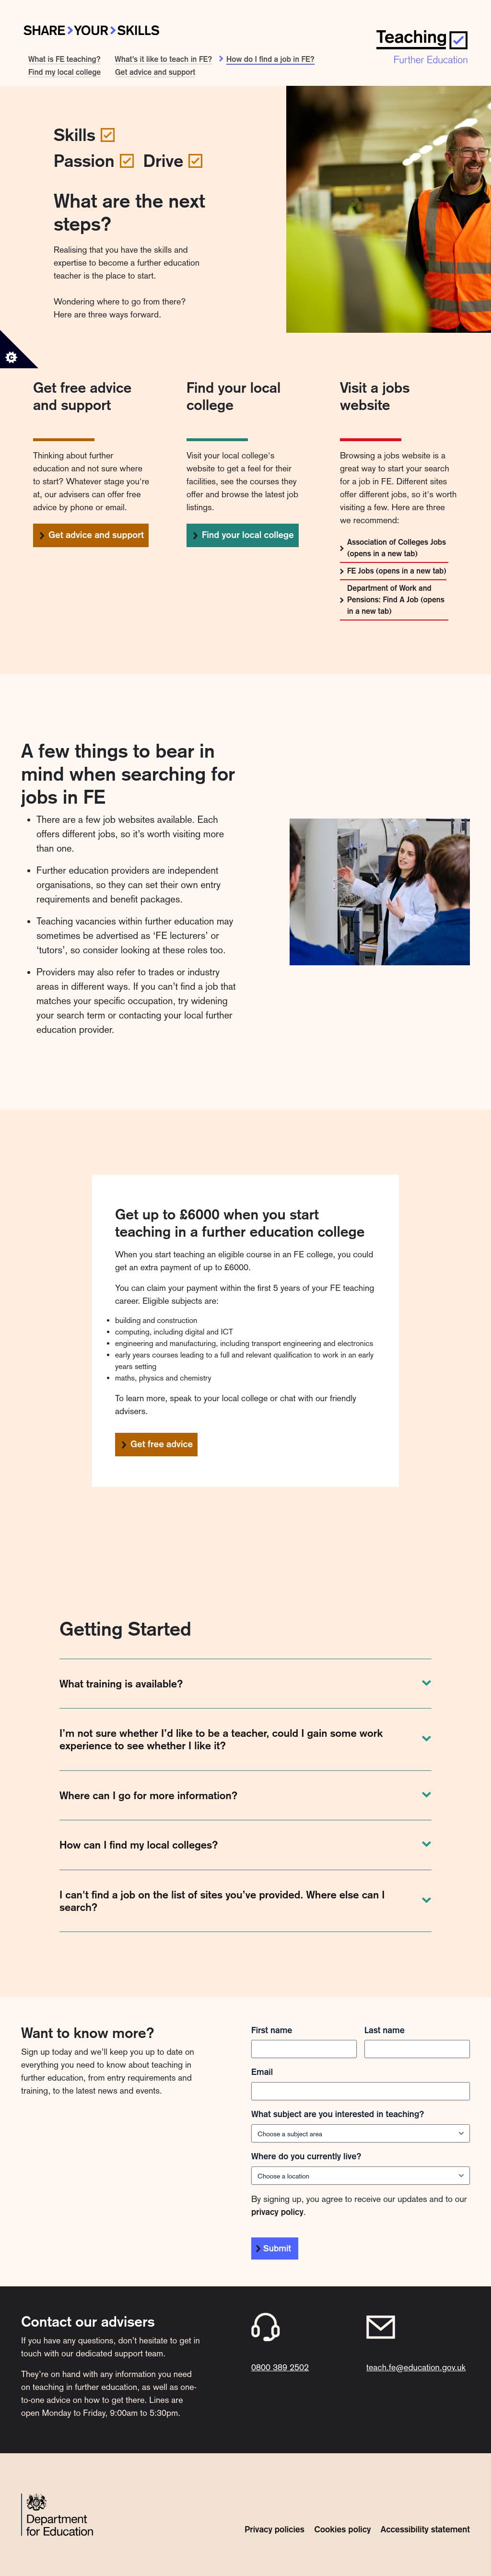 SHARE YOUR SKILLS
Teaching
Further Education
What is FE teaching?
What's it like to teach in FE?
How do I find a job in FE?
Find my local college
Get advice and support
Skills
Passion Drive
What are the next
steps?
Realising that you have the skills and
expertise to become a further education
teacher is the place to start.
Wondering where to go from there?
Here are three ways forward.
Get free advice
and support
Thinking about further
education and not sure where
to start? Whatever stage you're
at, our advisers can offer free
advice by phone or email.
Get advice and support
Find your local
college
Visit your local college's
website to get a feel for their
facilities, see the courses they
offer and browse the latest job
listings.
Find your local college
Visit a jobs
website
Browsing a jobs website is a
great way to start your search
for a job in FE. Different sites
offer different jobs, so it's worth
visiting a few. Here are three
we recommend:
Association of Colleges Jobs
(opens in a new tab)
FE Jobs (opens in a new tab)
Department of Work and
Pensions: Find A Job (opens
in a new tab)
A few things to bear in
mind when searching for
jobs in FE
There are a few job websites available. Each
offers different jobs, so it's worth visiting more
than one.
Further education providers are independent
organisations, so they can set their own entry
requirements and benefit packages.
Teaching vacancies within further education may
sometimes be advertised as 'FE lecturers' or
'tutors', so consider looking at these roles too.
Providers may also refer to trades or industry
areas in different ways. If you can't find a job that
matches your specific occupation, try widening
your search term or contacting your local further
education provider.
Get up to £6000 when you start
teaching in a further education college
When you start teaching an eligible course in an FE college, you could
get an extra payment of up to £6000.
You can claim your payment within the first 5 years of your FE teaching
career. Eligible subjects are:
building and construction
computing, including digital and ICT
engineering and manufacturing, including transport engineering and electronics
early years courses leading to a full and relevant qualification to work in an early
years setting
maths, physics and chemistry
To learn more, speak to your local college or chat with our friendly
advisers.
Get free advice
Getting Started
What training is available?
I'm not sure whether I'd like to be a teacher, could I gain some work
experience to see whether I like it?
Where can I go for more information?
How can I find my local colleges?
I can't find a job on the list of sites you've provided. Where else can I
search?
Want to know more?
Sign up today and we'll keep you up to date on
everything you need to know about teaching in
further education, from entry requirements and
training, to the latest news and events.
First name
Last name
Email
What subject are you interested in teaching?
Choose a subject area
Where do you currently live?
Choose a location
By signing up, you agree to receive our updates and to our
privacy policy.
Submit
Contact our advisers
If you have any questions, don't hesitate to get in
touch with our dedicated support team.
They're on hand with any information you need
on teaching in further education, as well as one-
to-one advice on how to get there. Lines are
open Monday to Friday, 9:00am to 5:30pm.
0800 389 2502
teach.fe@education.gov.uk
Department
for Education
Privacy policies
Cookies policy
Accessibility statement